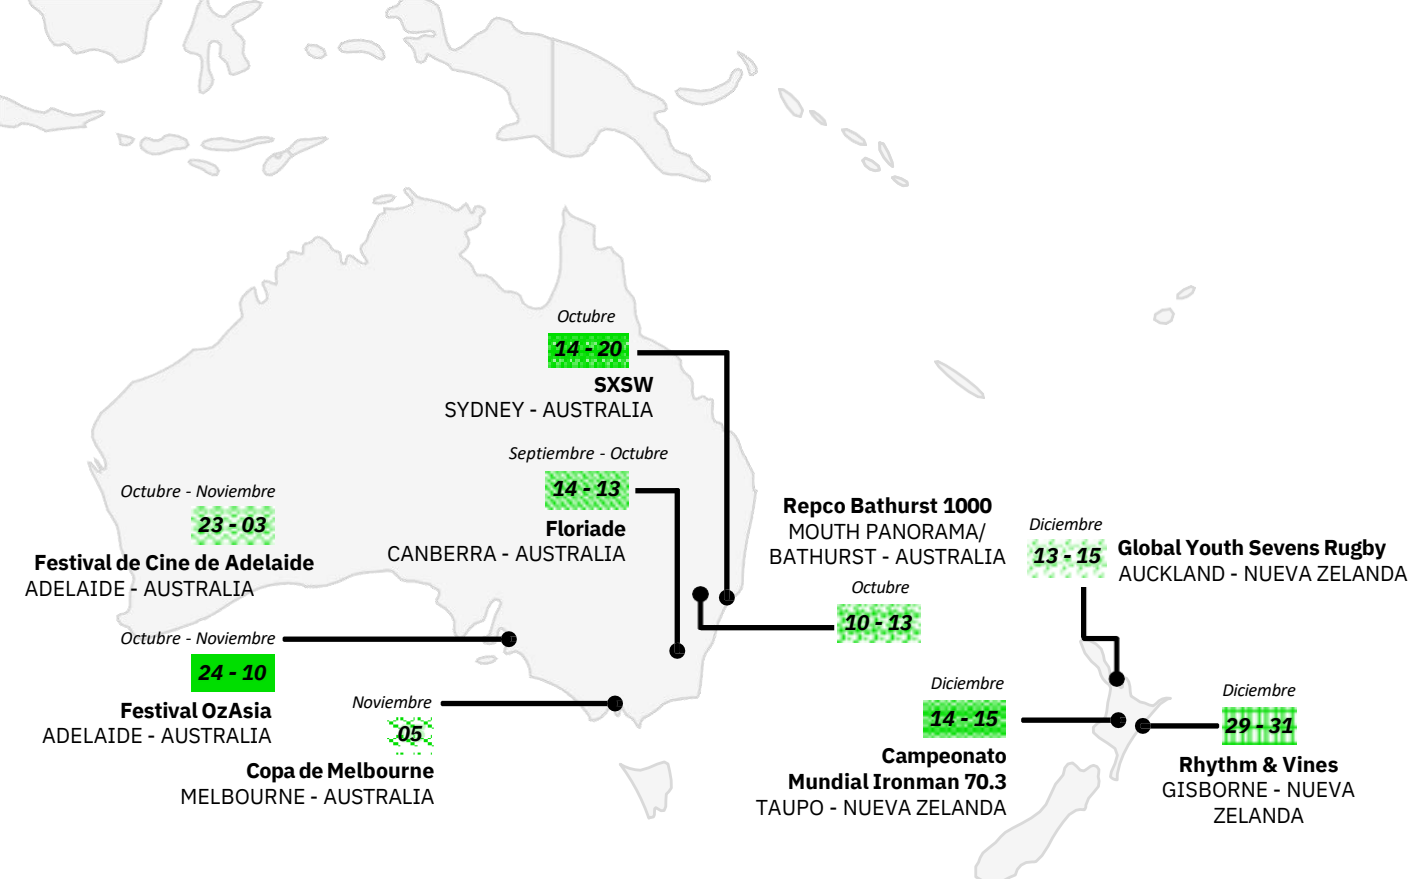 Octubre
14 - 20
SXSW
SYDNEY - AUSTRALIA
Septiembre - Octubre
14 - 13
Floriade
CANBERRA - AUSTRALIA
Octubre - Noviembre
23 - 03
Festival de Cine de Adelaide
ADELAIDE - AUSTRALIA
Octubre - Noviembre
24 - 10
Festival OzAsia
ADELAIDE - AUSTRALIA
Noviembre
05
Copa de Melbourne
MELBOURNE - AUSTRALIA
Repco Bathurst 1000
MOUTH PANORAMA/
BATHURST - AUSTRALIA
Octubre
10 - 13
Diciembre
13 - 15
Global Youth Sevens Rugby
AUCKLAND - NUEVA ZELANDA
Diciembre
14 - 15
Campeonato
Mundial Ironman 70.3
TAUPO - NUEVA ZELANDA
Diciembre
29 - 31
Rhythm & Vines
GISBORNE - NUEVA
ZELANDA